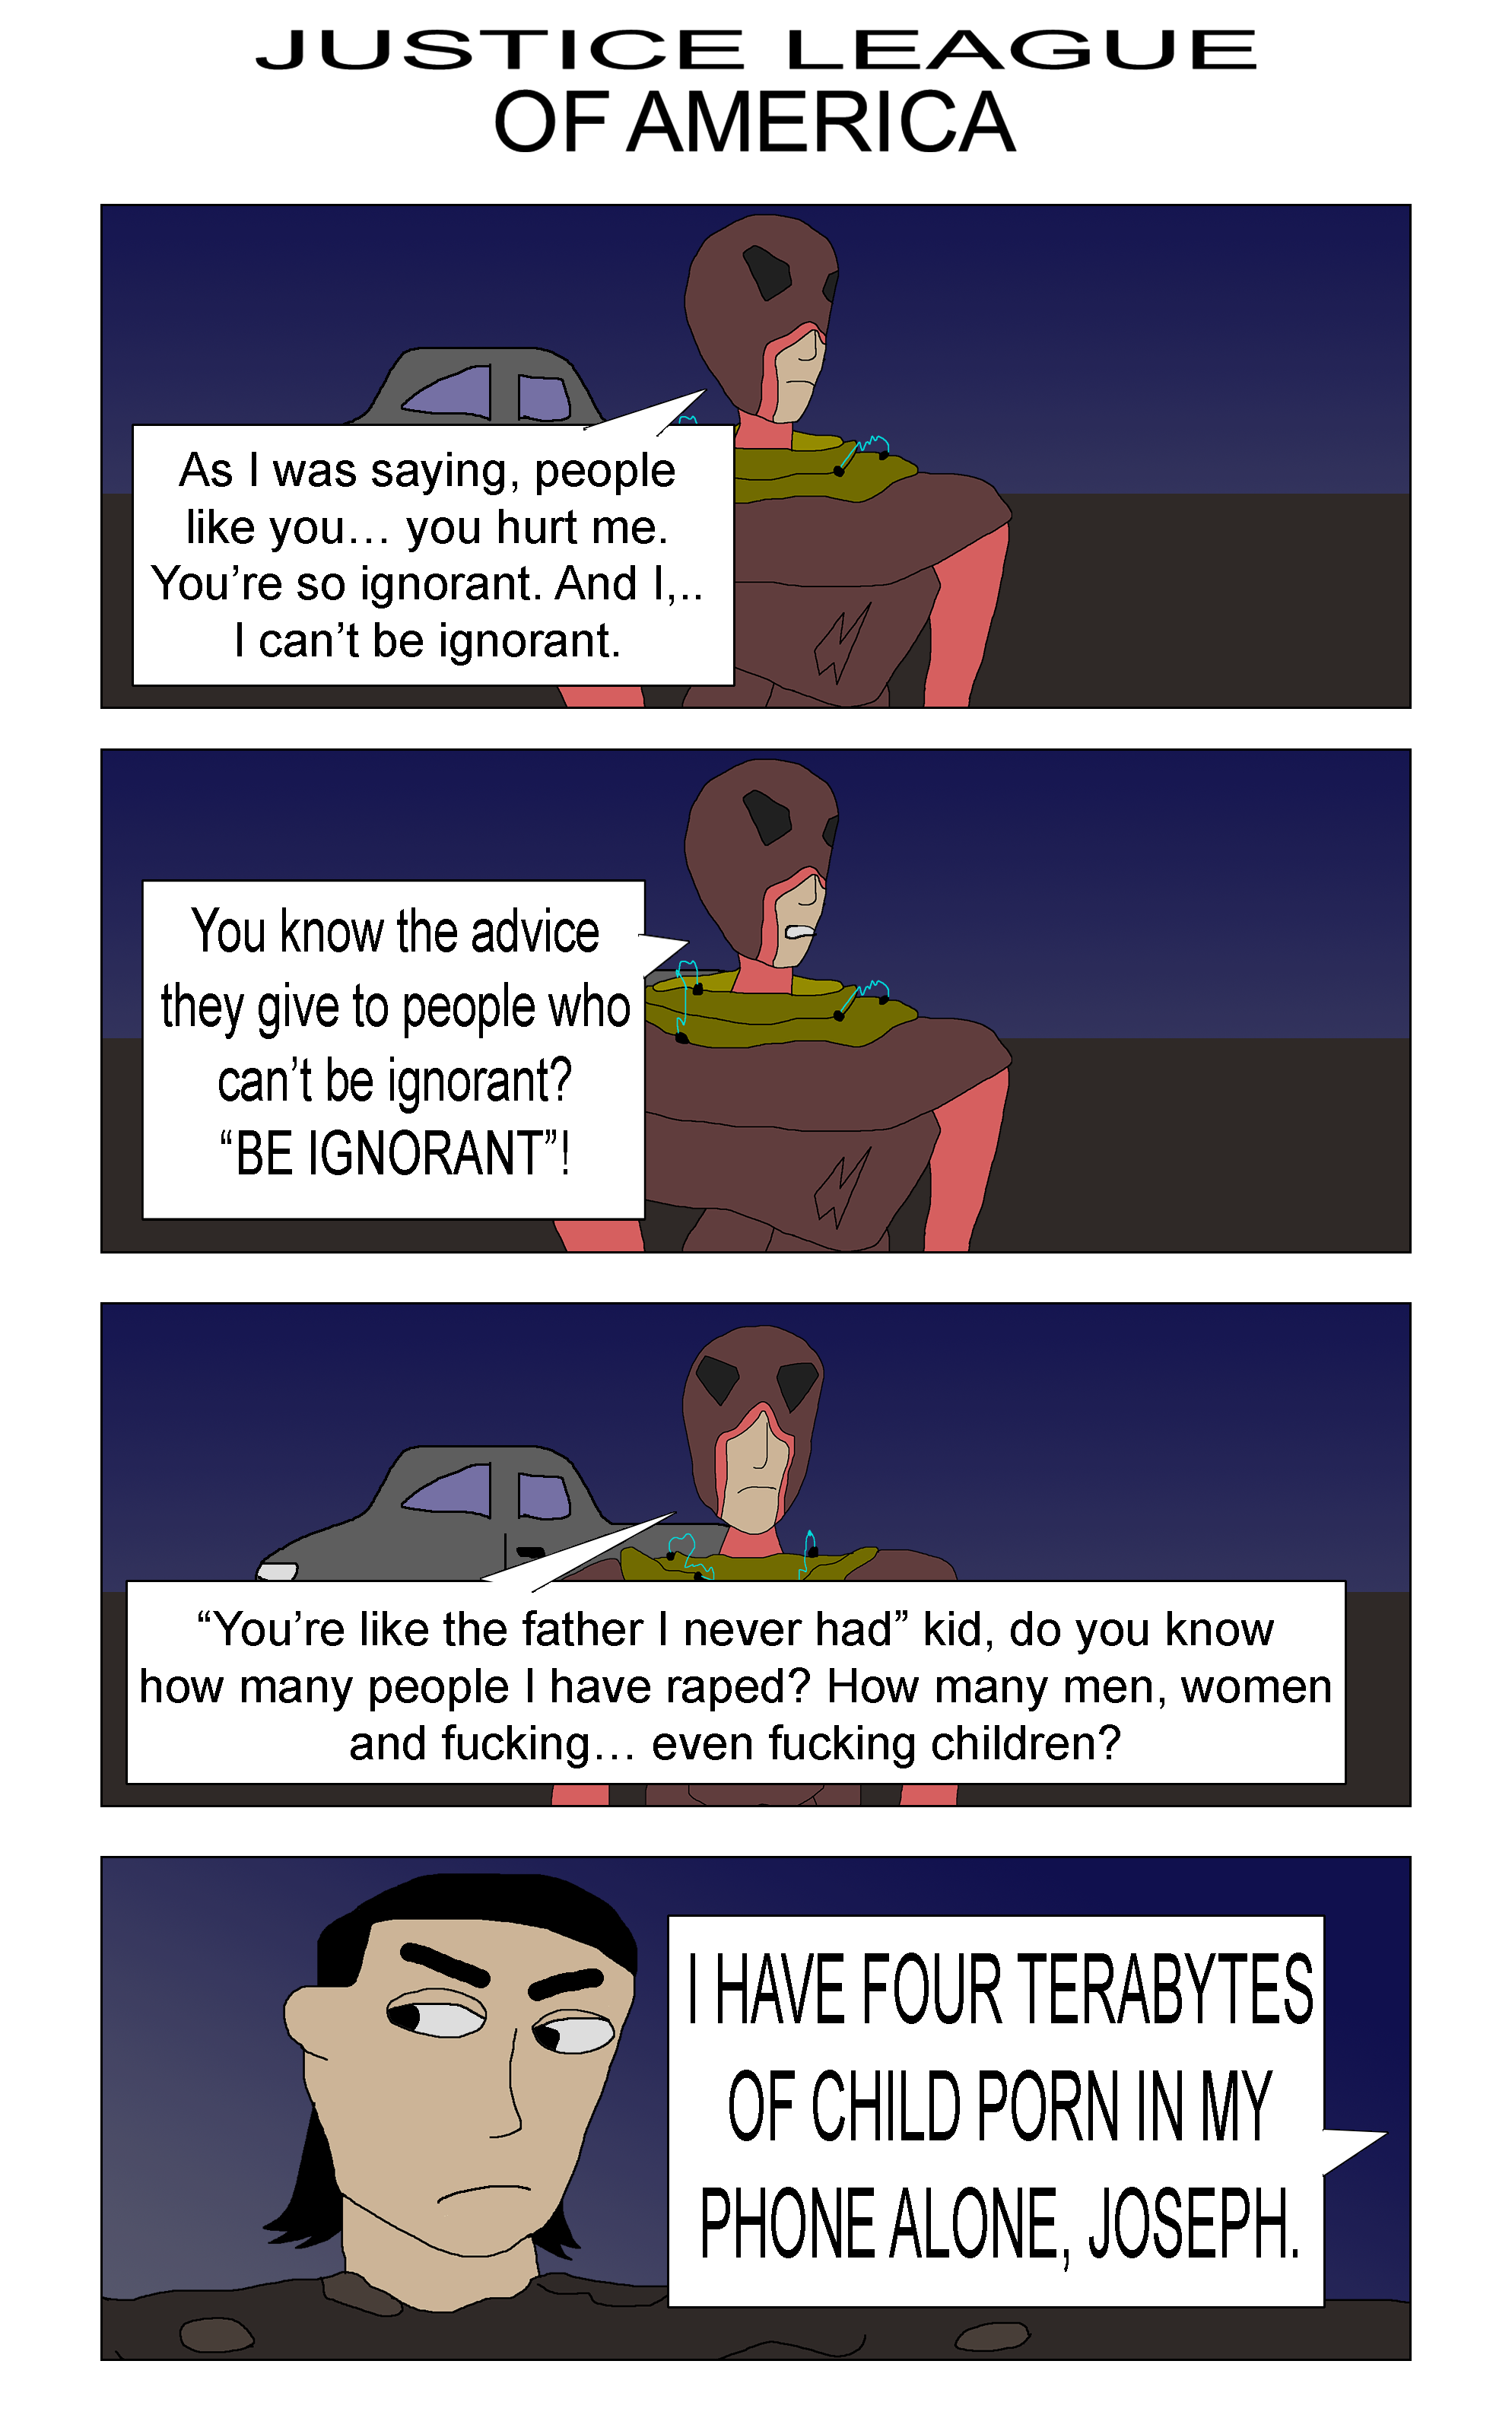 JUSTICE LEAGUE
OF AMERICA
As I was saying, people
like you… you hurt me.
You’re so ignorant. And I,..
I can’t be ignorant.
You know the advice
they give to people who
can’t be ignorant?
“BE IGNORANT”!
“You’re like the father I never had” kid, do you know
how many people I have raped? How many men, women
and fucking… even fucking children?
I HAVE FOUR TERABYTES
OF CHILD PORN IN MY
PHONE ALONE, JOSEPH.